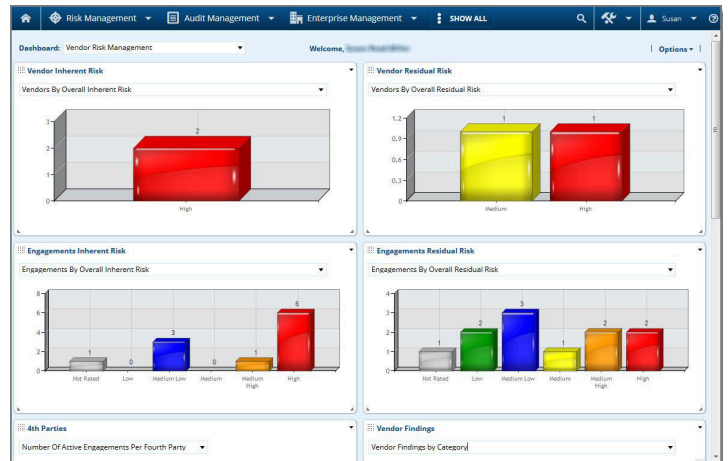 Risk Management Audit Management Enterprise Management SHOW ALL Susan
Dashboard: Vendor Risk Management Welcome, Options
Vendor Inherent Risk
Vendors By Overall Inherent Risk
3
2
1
0
2
High
Vendor Residual Risk
Vendors By Overall Residual Risk
1.2
0.9
0.6
0.3
0
1 1
Medium High
Engagements Inherent Risk
Engagements By Overall Inherent Risk
8
6
4
2
0
1 0 3 0 1 6
Not Rated Low Medium Low Medium Medium High High
Engagements Residual Risk
Engagements By Overall Residual Risk
4
3
2
1
0
1 2 3 1 2 2
Not Rated Low Medium Low Medium Medium High High
4th Parties
Number Of Active Engagements Per Fourth Party
Vendor Findings
Vendor Findings by Category